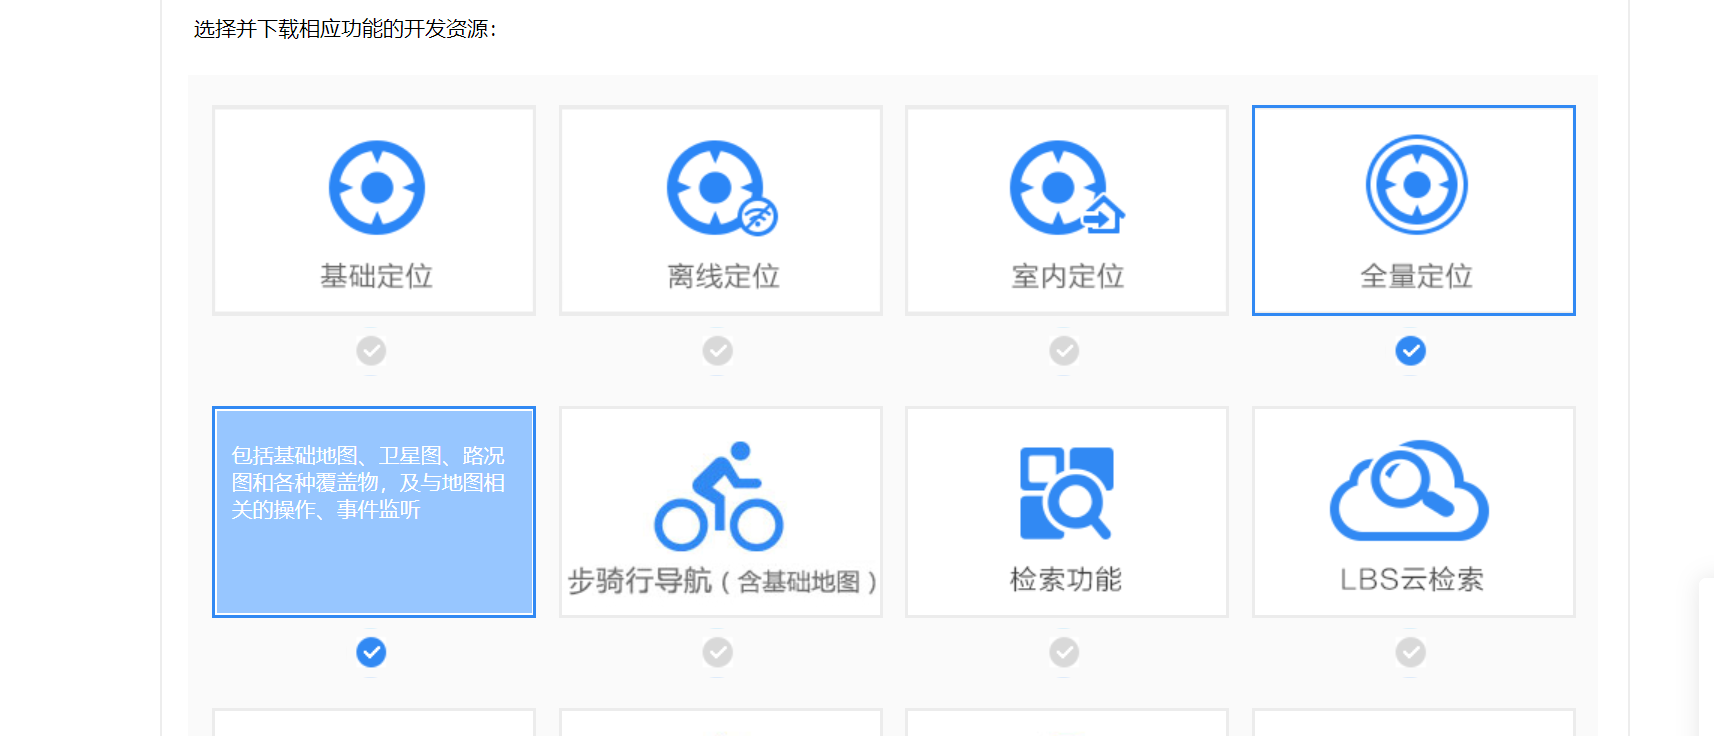 选择并下载相应功能的开发资源：
基础定位
离线定位
室内定位
全量定位
包括基础地图、卫星图、路况
图和各种覆盖物，及与地图相
关的操作、事件监听
步骑行导航（含基础地图）
检索功能
LBS云检索